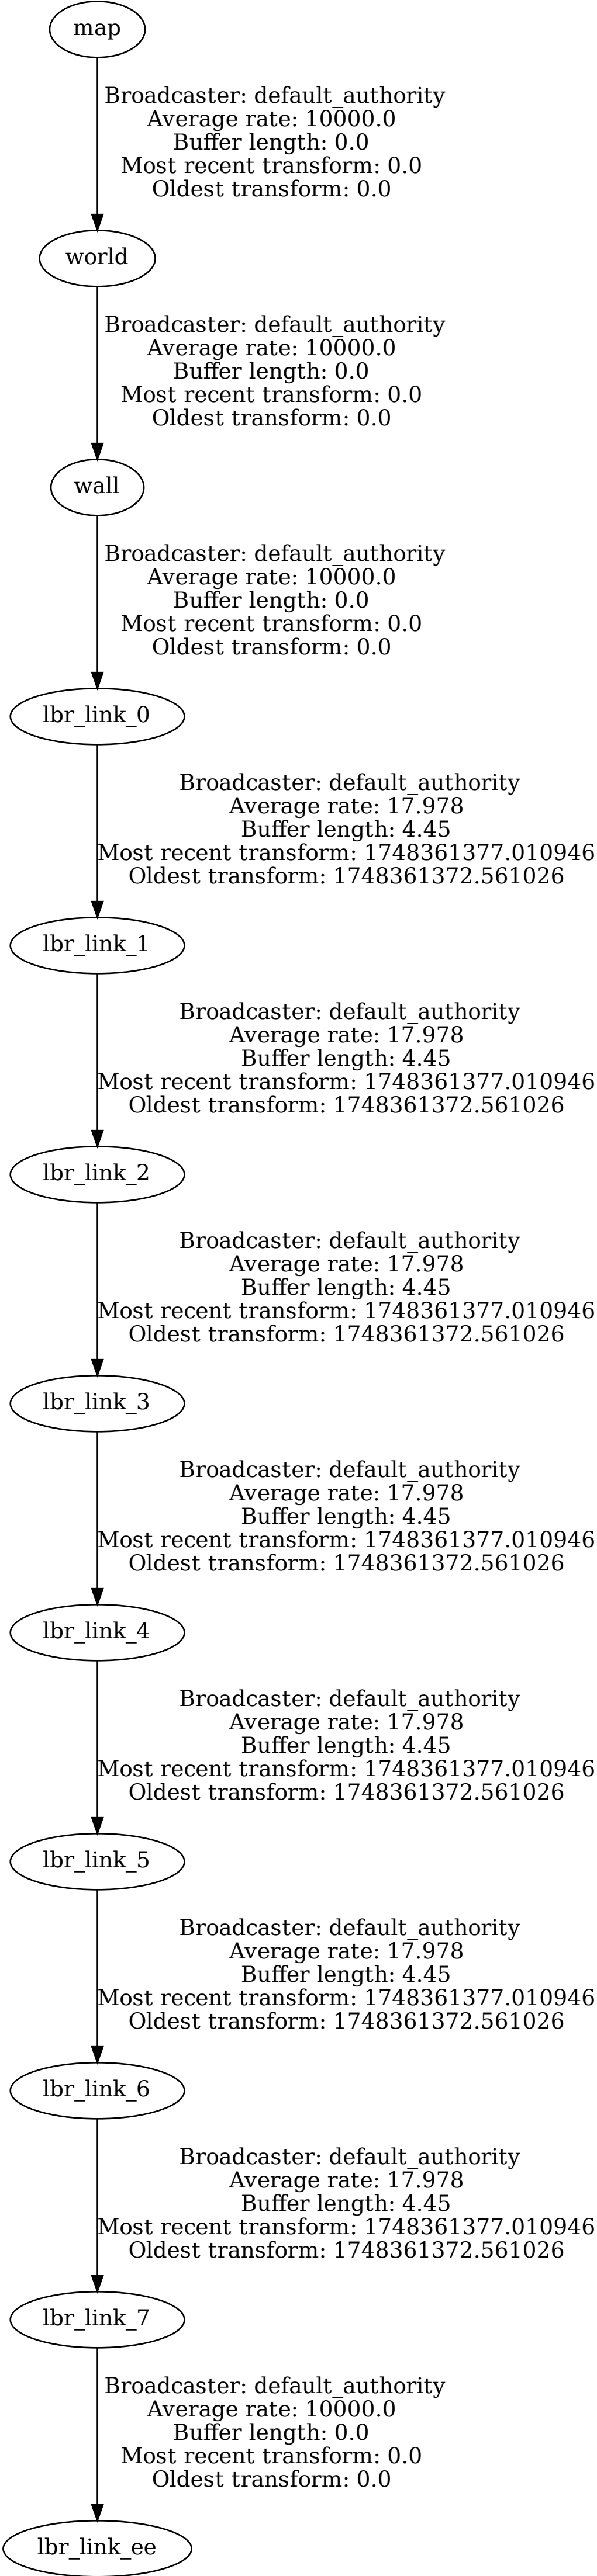 map
Broadcaster: default_authority
Average rate: 10000.0
Buffer length: 0.0
Most recent transform: 0.0
Oldest transform: 0.0
world
Broadcaster: default_authority
Average rate: 10000.0
Buffer length: 0.0
Most recent transform: 0.0
Oldest transform: 0.0
wall
Broadcaster: default_authority
Average rate: 10000.0
Buffer length: 0.0
Most recent transform: 0.0
Oldest transform: 0.0
lbr_link_0
Broadcaster: default_authority
Average rate: 17.978
Buffer length: 4.45
Most recent transform: 1748361377.010946
Oldest transform: 1748361372.561026
lbr_link_1
Broadcaster: default_authority
Average rate: 17.978
Buffer length: 4.45
Most recent transform: 1748361377.010946
Oldest transform: 1748361372.561026
lbr_link_2
Broadcaster: default_authority
Average rate: 17.978
Buffer length: 4.45
Most recent transform: 1748361377.010946
Oldest transform: 1748361372.561026
lbr_link_3
Broadcaster: default_authority
Average rate: 17.978
Buffer length: 4.45
Most recent transform: 1748361377.010946
Oldest transform: 1748361372.561026
lbr_link_4
Broadcaster: default_authority
Average rate: 17.978
Buffer length: 4.45
Most recent transform: 1748361377.010946
Oldest transform: 1748361372.561026
lbr_link_5
Broadcaster: default_authority
Average rate: 17.978
Buffer length: 4.45
Most recent transform: 1748361377.010946
Oldest transform: 1748361372.561026
lbr_link_6
Broadcaster: default_authority
Average rate: 17.978
Buffer length: 4.45
Most recent transform: 1748361377.010946
Oldest transform: 1748361372.561026
lbr_link_7
Broadcaster: default_authority
Average rate: 10000.0
Buffer length: 0.0
Most recent transform: 0.0
Oldest transform: 0.0
lbr_link_ee